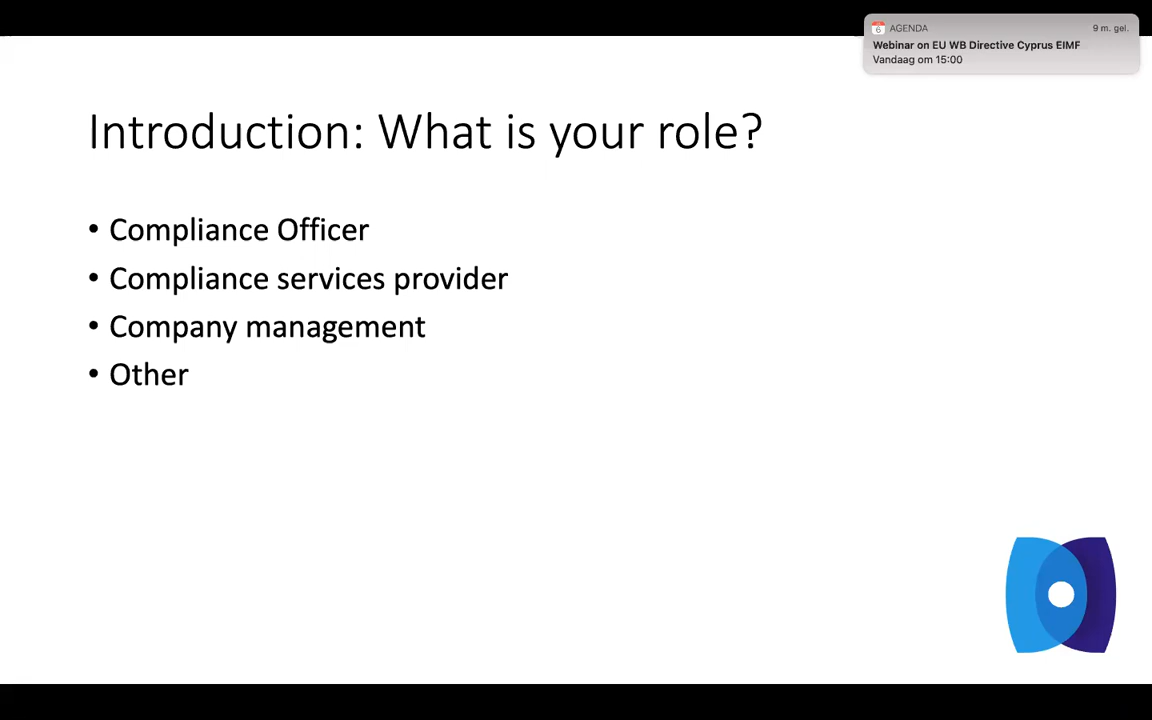 AGENDA 9 m. gel.
6
Webinar on EU WB Directive Cyprus EIMF
Vandaag om 15:00
Introduction: What is your role?
• Compliance Officer
• Compliance services provider
• Company management
• Other